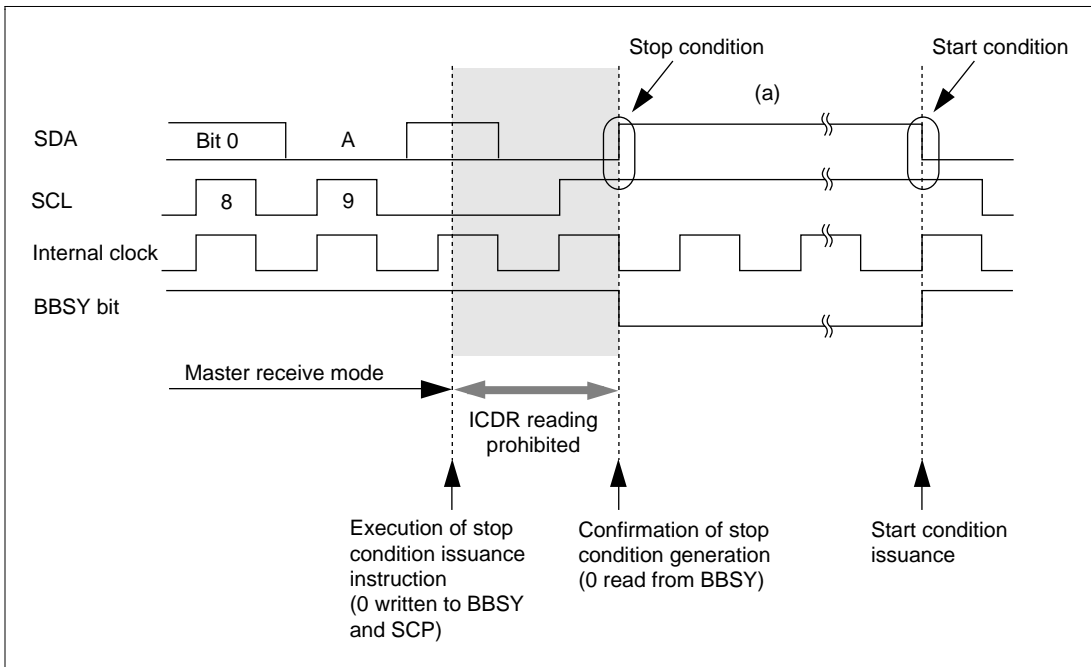 Stop condition
Start condition
(a)
SDA
Bit 0
A
SCL
8
9
Internal clock
BBSY bit
Master receive mode
ICDR reading
prohibited
Execution of stop
condition issuance
instruction
(0 written to BBSY
and SCP)
Confirmation of stop
condition generation
(0 read from BBSY)
Start condition
issuance